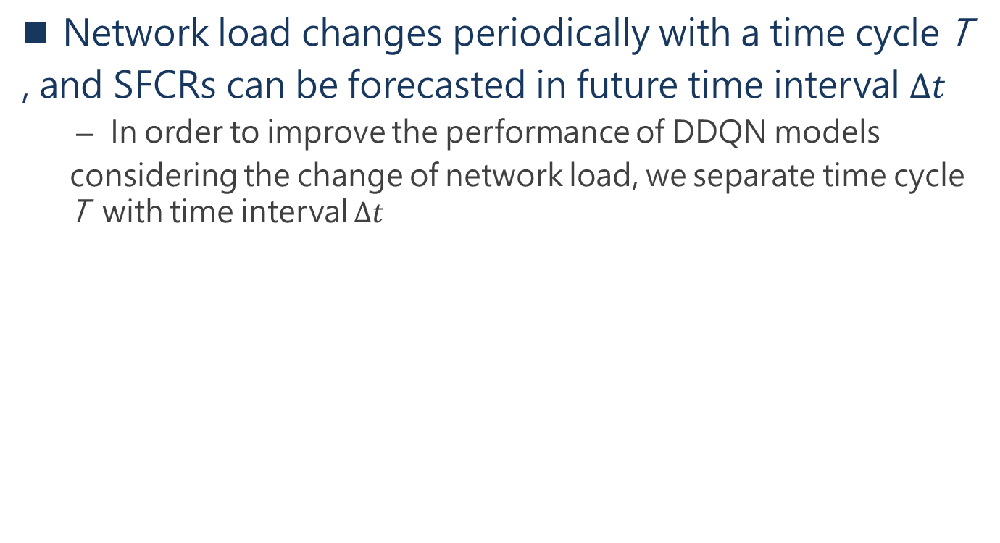 ■ Network load changes periodically with a time cycle T
, and SFCRs can be forecasted in future time interval Δt
– In order to improve the performance of DDQN models
considering the change of network load, we separate time cycle
T with time interval Δt